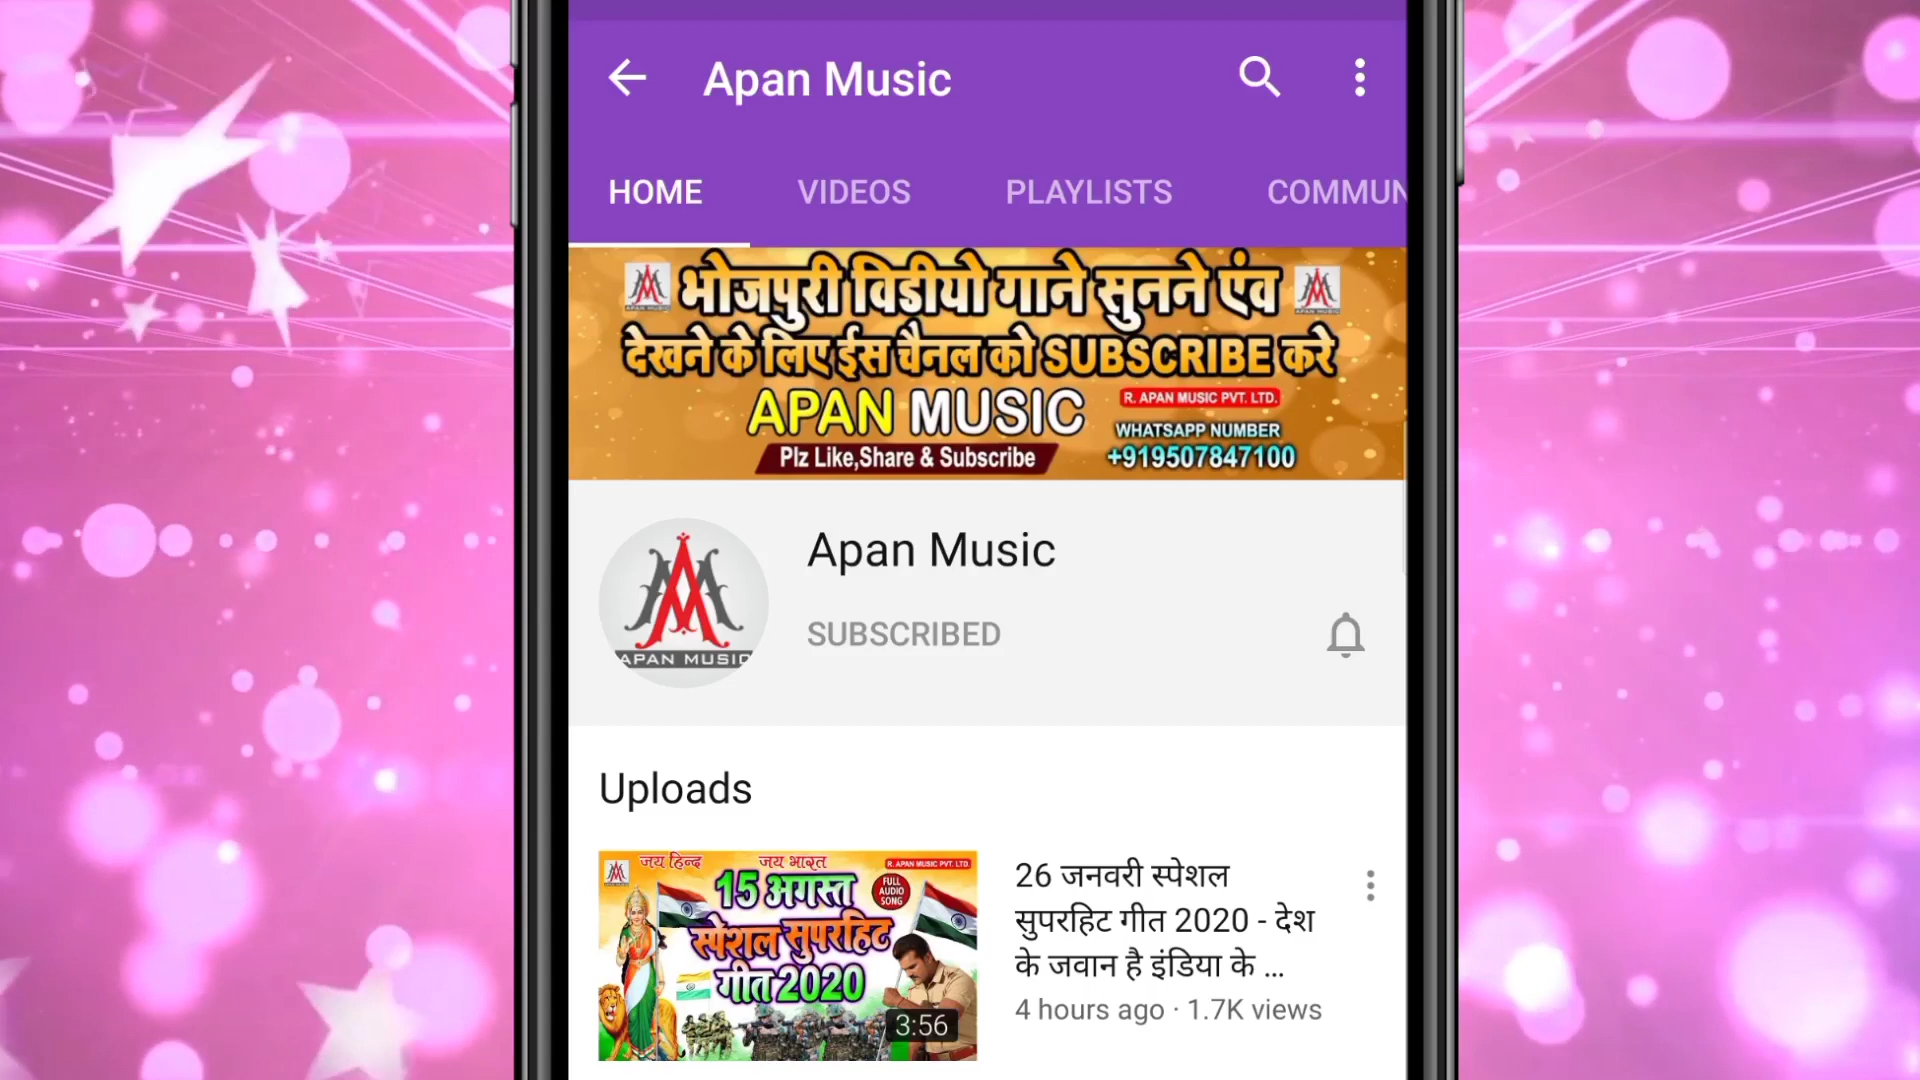 Apan Music
HOME VIDEOS PLAYLISTS COMMUN
भोजपुरी विडीयो गाने सुनने एंव
देखने के लिए ईस चैनल को SUBSCRIBE करे
APAN MUSIC
R. APAN MUSIC PVT. LTD.
WHATSAPP NUMBER
Plz Like,Share & Subscribe
+919507847100
Apan Music
SUBSCRIBED
APAN MUSIC
Uploads
जय हिन्द जय भारत
R. APAN MUSIC PVT. LTD
15 अगस्त
FULL
AUDIO
SONG
स्पेशल सुपरहिट
गीत 2020
3:56
26 जनवरी स्पेशल
सुपरहिट गीत 2020 - देश
के जवान है इंडिया के ...
4 hours ago · 1.7K views